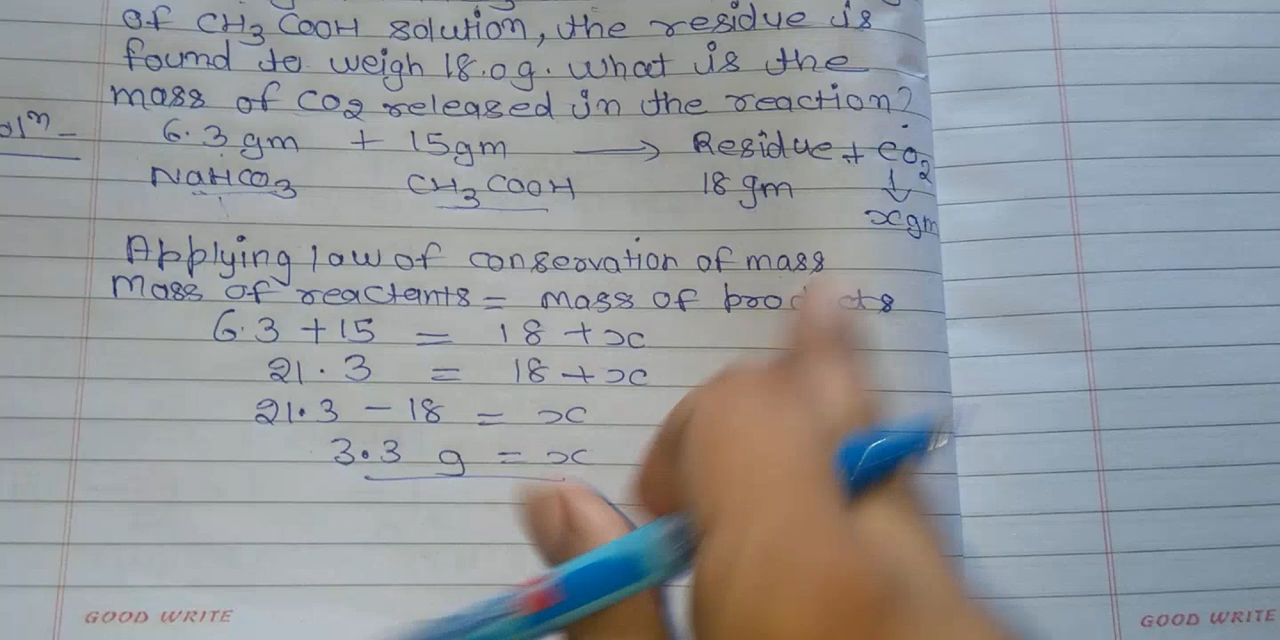 of CH3COOH solution, the residue is
found to weigh 18.0g. What is the
mass of CO2 released in the reaction?
6.3gm + 15gm → Residue + CO2
NaHCO3 CH3COOH 18 gm ↓
xgm
Applying law of conservation of mass
Mass of reactants = mass of
6.3 + 15 = 18 + x
21.3 = 18 + x
21.3 - 18 = x
3.3 g = x
GOOD WRITE
GOOD WRITE